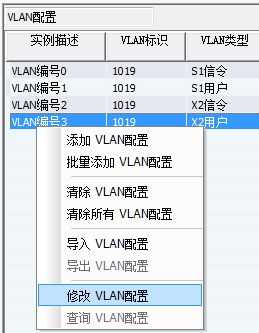 VLAN配置
实例描述 VLAN标识 VLAN类型
VLAN编号0 1019 S1信令
VLAN编号1 1019 S1用户
VLAN编号2 1019 X2信令
VLAN编号3 1019 X2用户
添加 VLAN配置
批量添加 VLAN配置
清除 VLAN配置
清除所有 VLAN配置
导入 VLAN配置
导出 VLAN配置
修改 VLAN配置
查询 VLAN配置